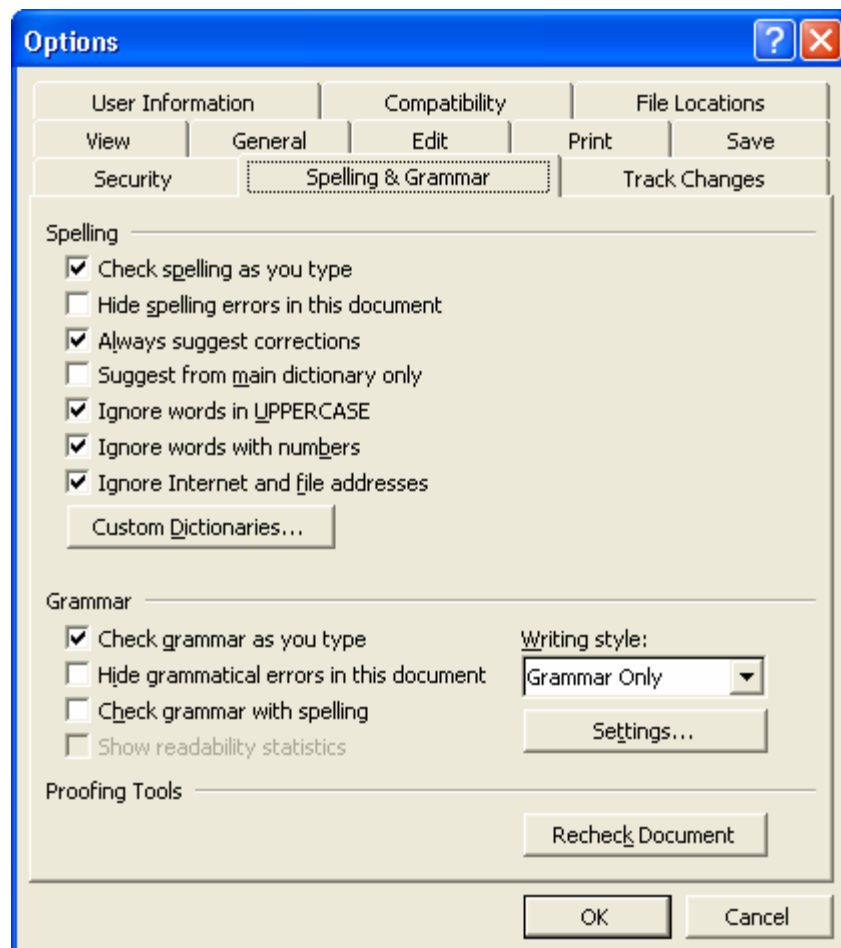 Options
User Information Compatibility File Locations
View General Edit Print Save
Security Spelling & Grammar Track Changes
Spelling
Check spelling as you type
Hide spelling errors in this document
Always suggest corrections
Suggest from main dictionary only
Ignore words in UPPERCASE
Ignore words with numbers
Ignore Internet and file addresses
Custom Dictionaries...
Grammar
Check grammar as you type Writing style:
Hide grammatical errors in this document Grammar Only
Check grammar with spelling
Show readability statistics Settings...
Proofing Tools
Recheck Document
OK Cancel